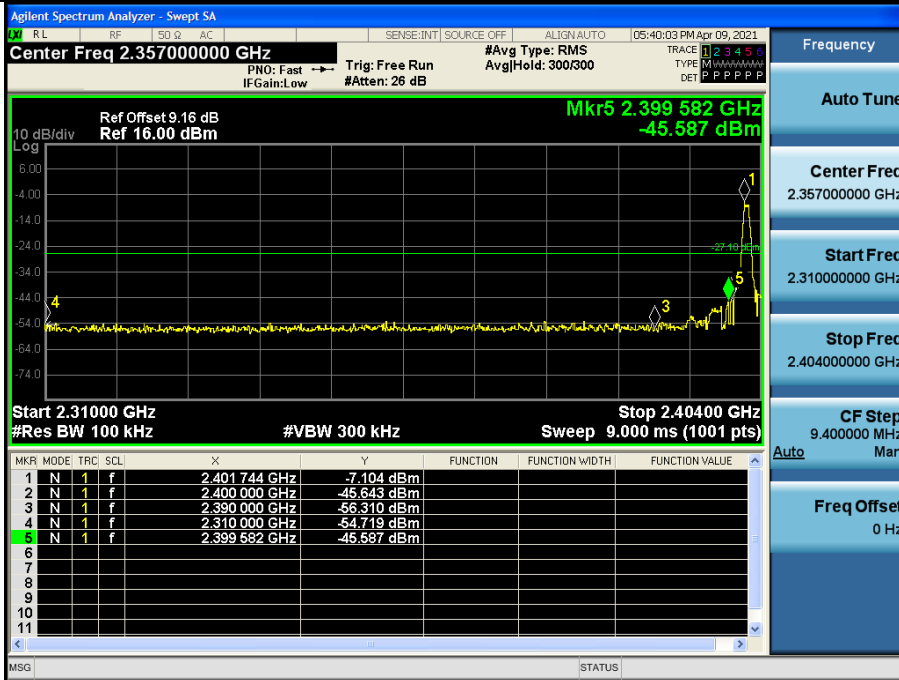 Agilent Spectrum Analyzer - Swept SA
LXI RL RF 50 Ω AC SENSE:INT SOURCE OFF ALIGN AUTO 05:40:03 PM Apr 09, 2021
Center Freq 2.357000000 GHz
PNO: Fast
IFGain:Low
Trig: Free Run
#Atten: 26 dB
#Avg Type: RMS
Avg|Hold: 300/300
TRACE 1 2 3 4 5 6
TYPE M
DET P P P P P P
Mkr5 2.399 582 GHz
-45.587 dBm
Ref Offset 9.16 dB
10 dB/div Ref 16.00 dBm
Log
6.00
-4.00
-14.0
-24.0
-34.0
-44.0
-54.0
-64.0
-74.0
1
-27.10 dBm
5
4
3
Start 2.31000 GHz Stop 2.40400 GHz
#Res BW 100 kHz #VBW 300 kHz Sweep 9.000 ms (1001 pts)
MKR MODE TRC SCL X Y FUNCTION FUNCTION WIDTH FUNCTION VALUE
1 N 1 f 2.401 744 GHz -7.104 dBm
2 N 1 f 2.400 000 GHz -45.643 dBm
3 N 1 f 2.390 000 GHz -56.310 dBm
4 N 1 f 2.310 000 GHz -54.719 dBm
5 N 1 f 2.399 582 GHz -45.587 dBm
6
7
8
9
10
11
MSG STATUS
Frequency
Auto Tune
Center Freq
2.357000000 GHz
Start Freq
2.310000000 GHz
Stop Freq
2.404000000 GHz
CF Step
9.400000 MHz
Auto Man
Freq Offset
0 Hz